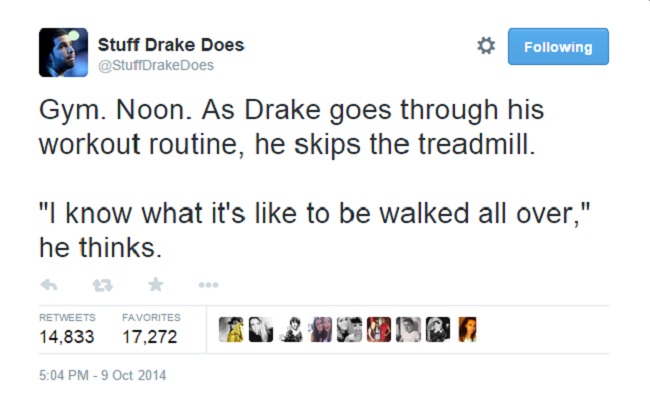 Stuff Drake Does
@StuffDrakeDoes
Following
Gym. Noon. As Drake goes through his
workout routine, he skips the treadmill.
"I know what it's like to be walked all over,"
he thinks.
RETWEETS FAVORITES
14,833 17,272
5:04 PM - 9 Oct 2014